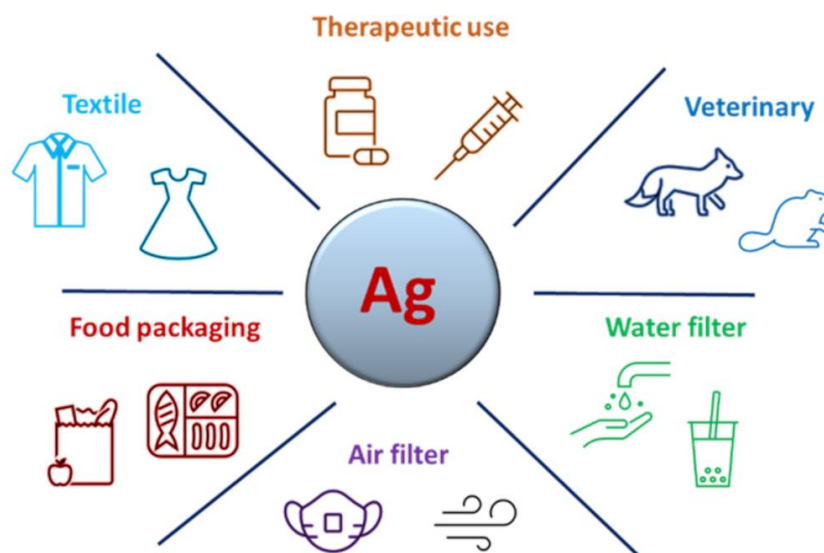 Therapeutic use
Textile
Veterinary
Ag
Food packaging
Water filter
Air filter